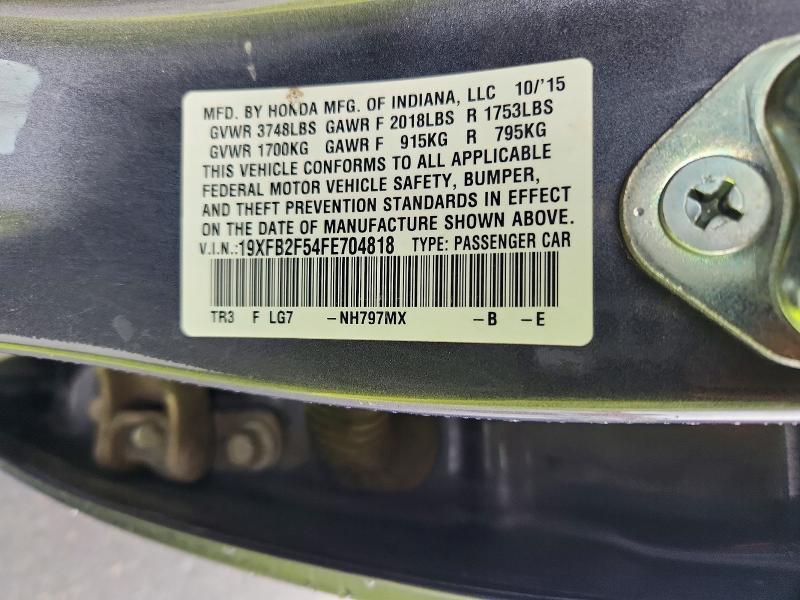 MFD. BY HONDA MFG. OF INDIANA, LLC 10/'15
GVWR 3748LBS GAWR F 2018LBS R 1753LBS
GVWR 1700KG GAWR F 915KG R 795KG
THIS VEHICLE CONFORMS TO ALL APPLICABLE
FEDERAL MOTOR VEHICLE SAFETY, BUMPER,
AND THEFT PREVENTION STANDARDS IN EFFECT
ON THE DATE OF MANUFACTURE SHOWN ABOVE.
V.I.N.:19XFB2F54FE704818 TYPE: PASSENGER CAR
TR3 F LG7 -NH797MX -B -E